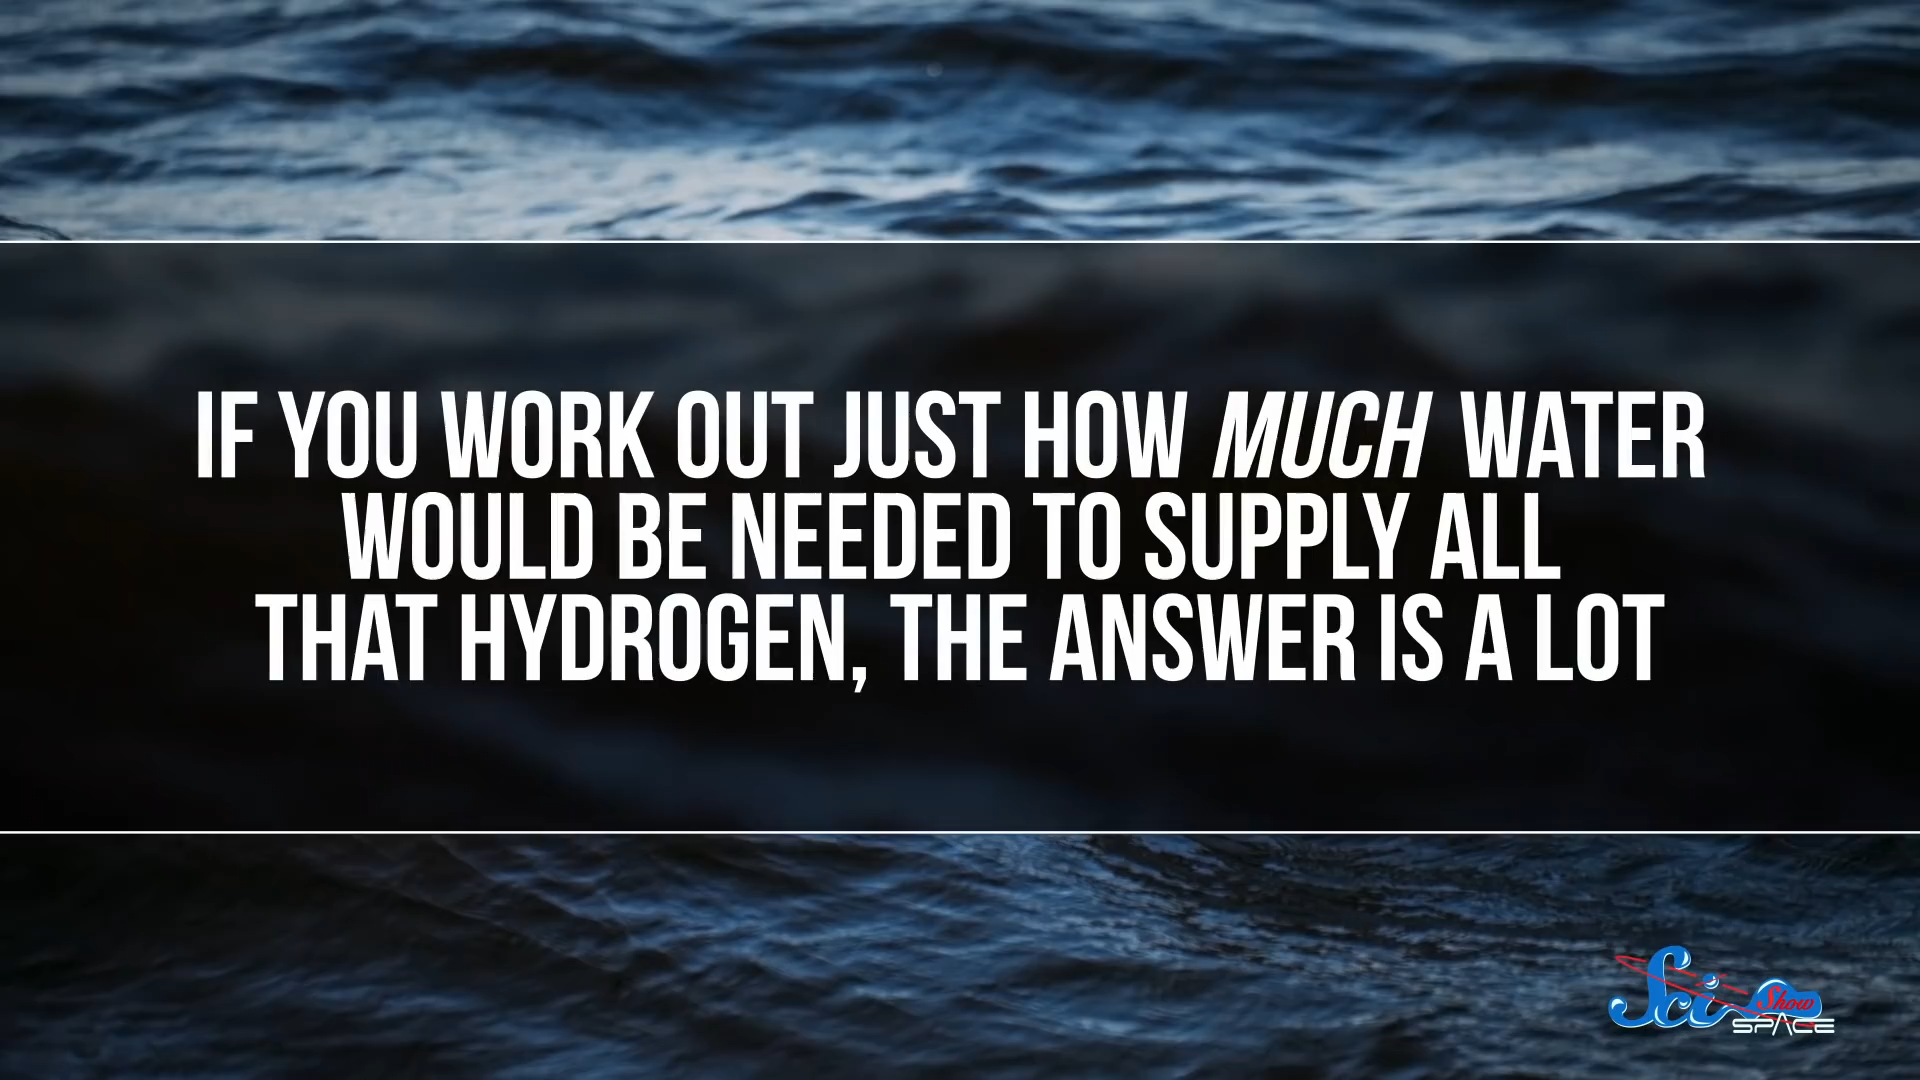 IF YOU WORK OUT JUST HOW MUCH WATER
WOULD BE NEEDED TO SUPPLY ALL
THAT HYDROGEN, THE ANSWER IS A LOT
Sci Show
SPACE